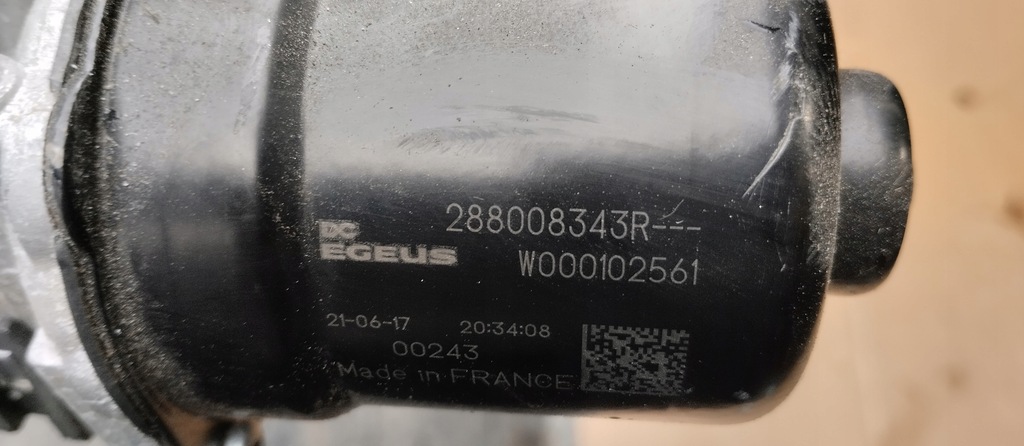 DC
EGEUS
288008343R---
W000102561
21-06-17 20:34:08
00243
Made in FRANCE